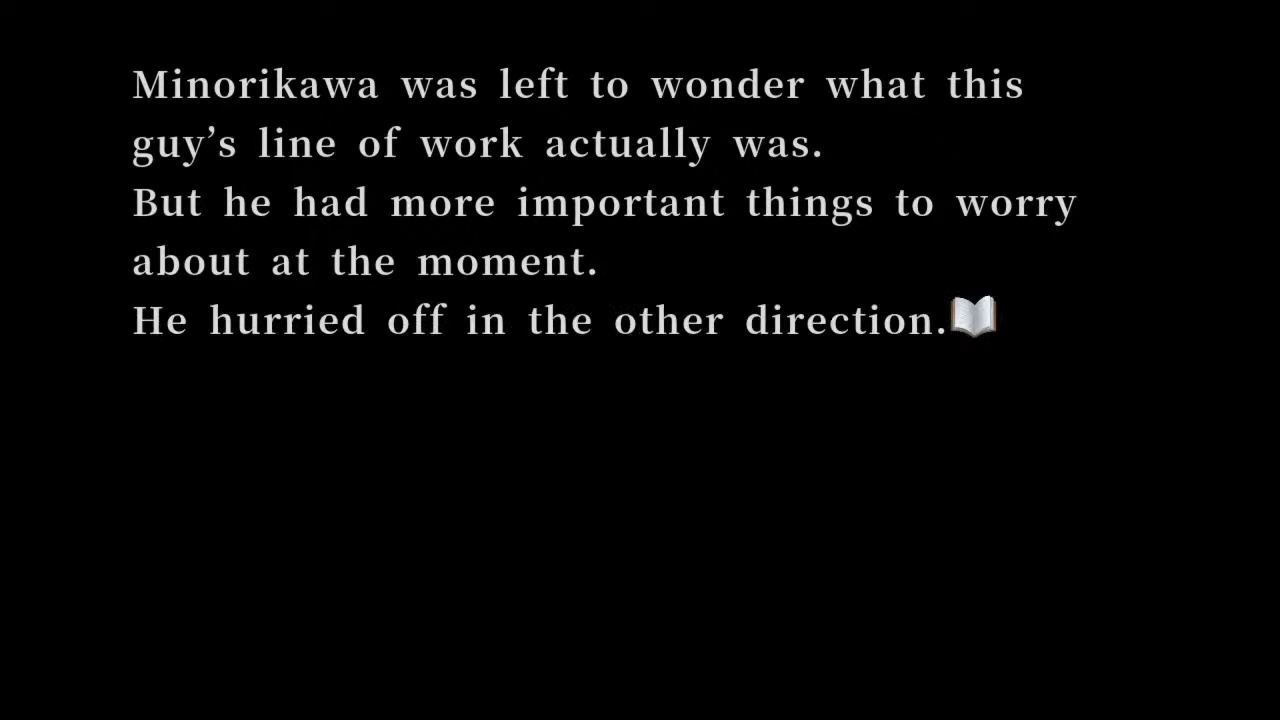 Minorikawa was left to wonder what this
guy’s line of work actually was.
But he had more important things to worry
about at the moment.
He hurried off in the other direction.